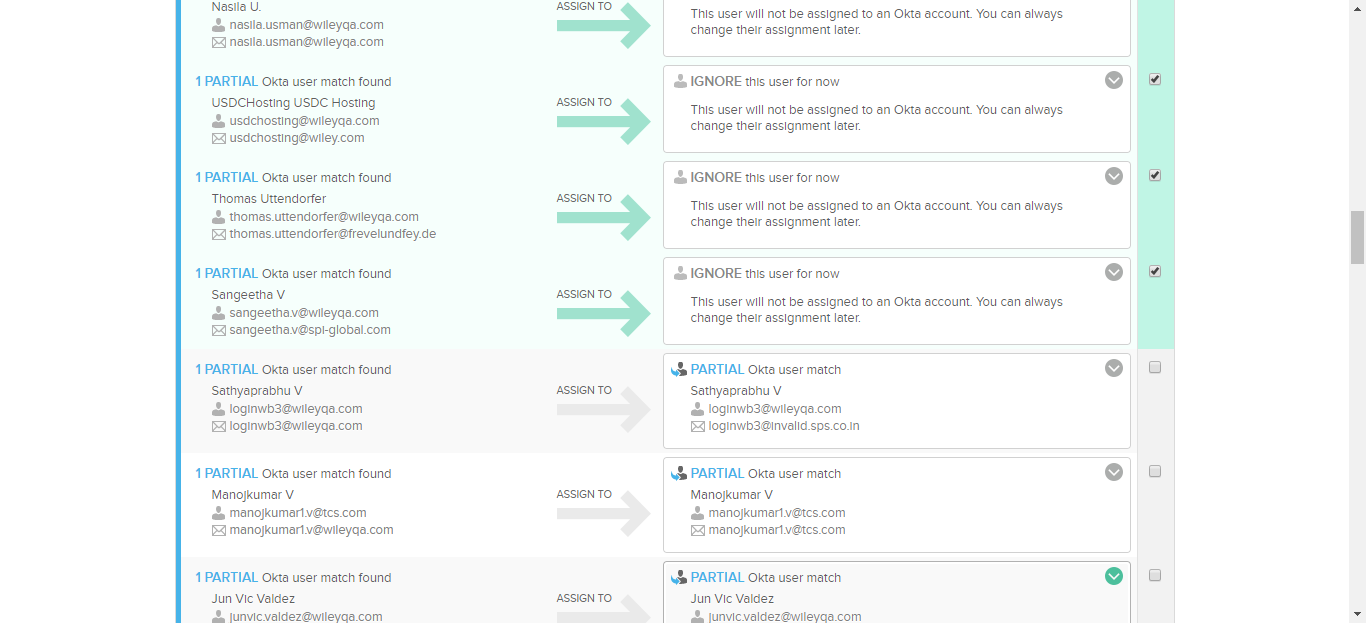 Nasila U.
nasila.usman@wileyqa.com
nasila.usman@wileyqa.com
ASSIGN TO
This user will not be assigned to an Okta account. You can always
change their assignment later.
1 PARTIAL Okta user match found
USDCHosting USDC Hosting
usdchosting@wileyqa.com
usdchosting@wiley.com
ASSIGN TO
IGNORE this user for now
This user will not be assigned to an Okta account. You can always
change their assignment later.
1 PARTIAL Okta user match found
Thomas Uttendorfer
thomas.uttendorfer@wileyqa.com
thomas.uttendorfer@frevelundfey.de
ASSIGN TO
IGNORE this user for now
This user will not be assigned to an Okta account. You can always
change their assignment later.
1 PARTIAL Okta user match found
Sangeetha V
sangeetha.v@wileyqa.com
sangeetha.v@spi-global.com
ASSIGN TO
IGNORE this user for now
This user will not be assigned to an Okta account. You can always
change their assignment later.
1 PARTIAL Okta user match found
Sathyaprabhu V
loginwb3@wileyqa.com
loginwb3@wileyqa.com
ASSIGN TO
PARTIAL Okta user match
Sathyaprabhu V
loginwb3@wileyqa.com
loginwb3@invalid.sps.co.in
1 PARTIAL Okta user match found
Manojkumar V
manojkumar1.v@tcs.com
manojkumar1.v@wileyqa.com
ASSIGN TO
PARTIAL Okta user match
Manojkumar V
manojkumar1.v@tcs.com
manojkumar1.v@tcs.com
1 PARTIAL Okta user match found
Jun Vic Valdez
junvic.valdez@wileyqa.com
ASSIGN TO
PARTIAL Okta user match
Jun Vic Valdez
junvic.valdez@wileyqa.com